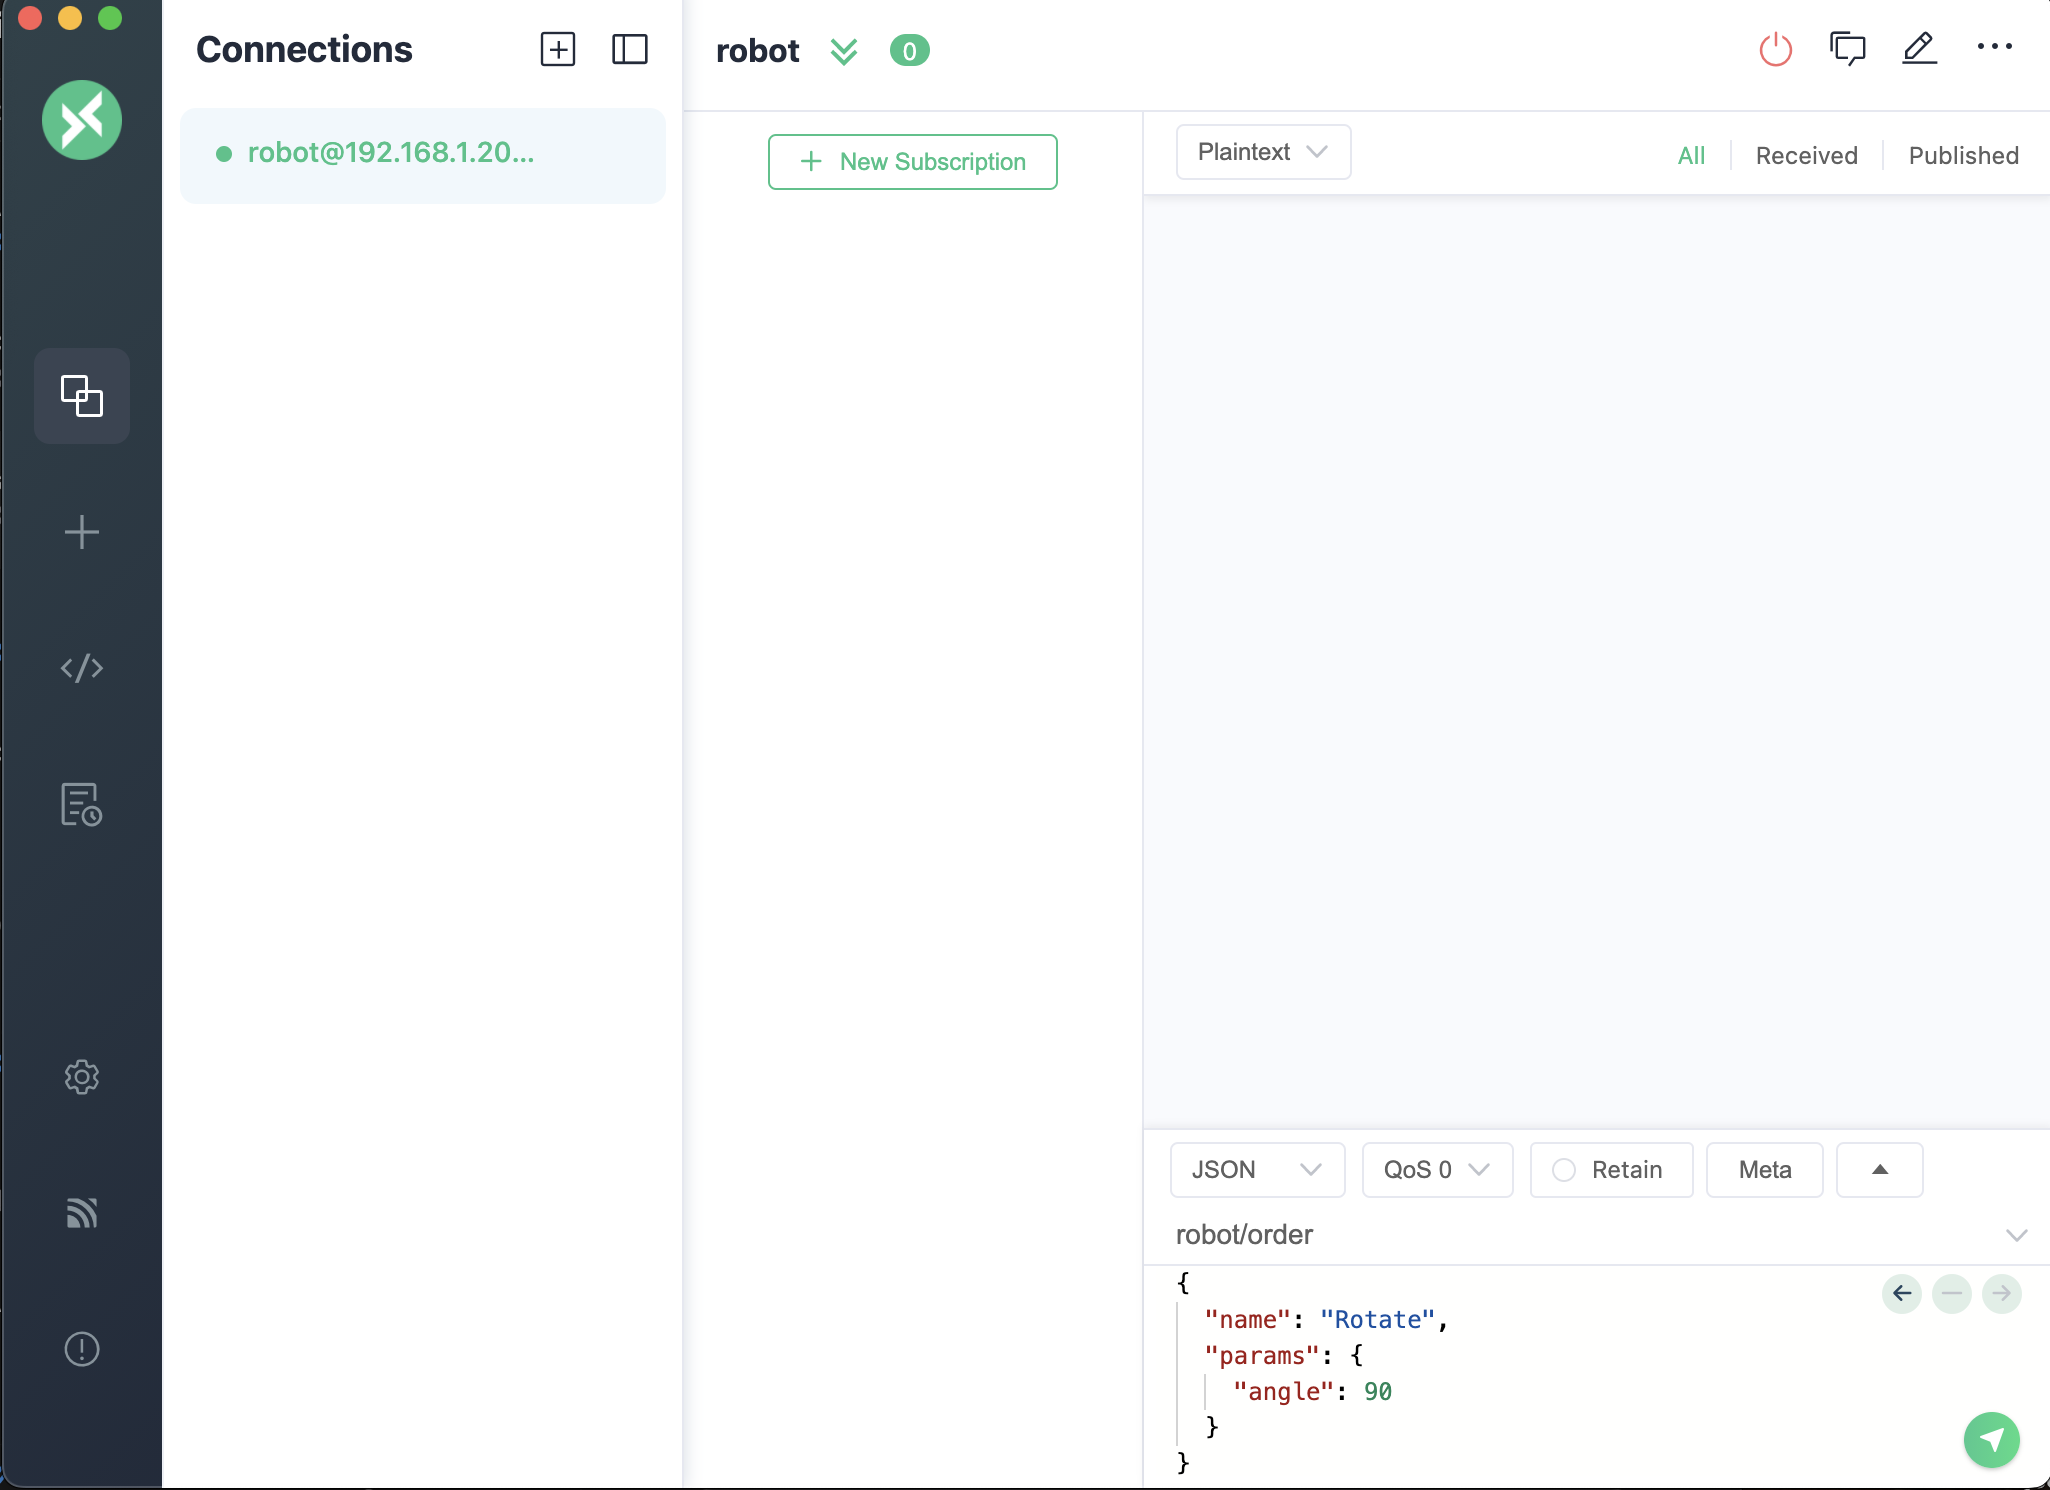 Connections
robot@192.168.1.20...
robot
0
New Subscription
Plaintext
All
Received
Published
JSON
QoS 0
Retain
Meta
robot/order
{
"name": "Rotate",
"params": {
"angle": 90
}
}